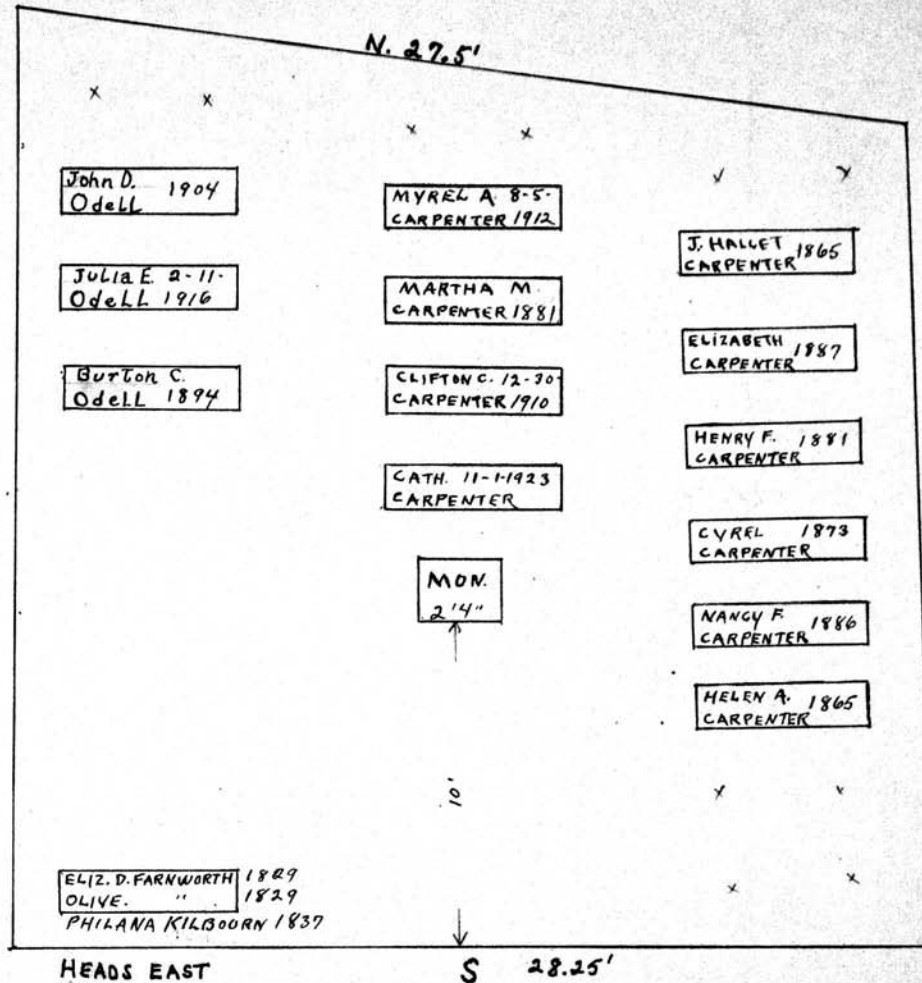 N. 27.5'
x x
x x
x x
John D. 1904
Odell
Julia E. 2-11-
Odell 1916
Burton C.
Odell 1894
MYREL A. 8-5-
CARPENTER 1912
MARTHA M.
CARPENTER 1881
CLIFTON C. 12-30-
CARPENTER 1910
CATH. 11-1-1923
CARPENTER
MON.
2'4"
10'
J. HALLET 1865
CARPENTER
ELIZABETH 1887
CARPENTER
HENRY F. 1881
CARPENTER
CYREL 1873
CARPENTER
NANCY F. 1886
CARPENTER
HELEN A. 1865
CARPENTER
x x
x x
ELIZ. D. FARNWORTH 1829
OLIVE. " 1829
PHILANA KILBOURN 1837
HEADS EAST S 28.25'